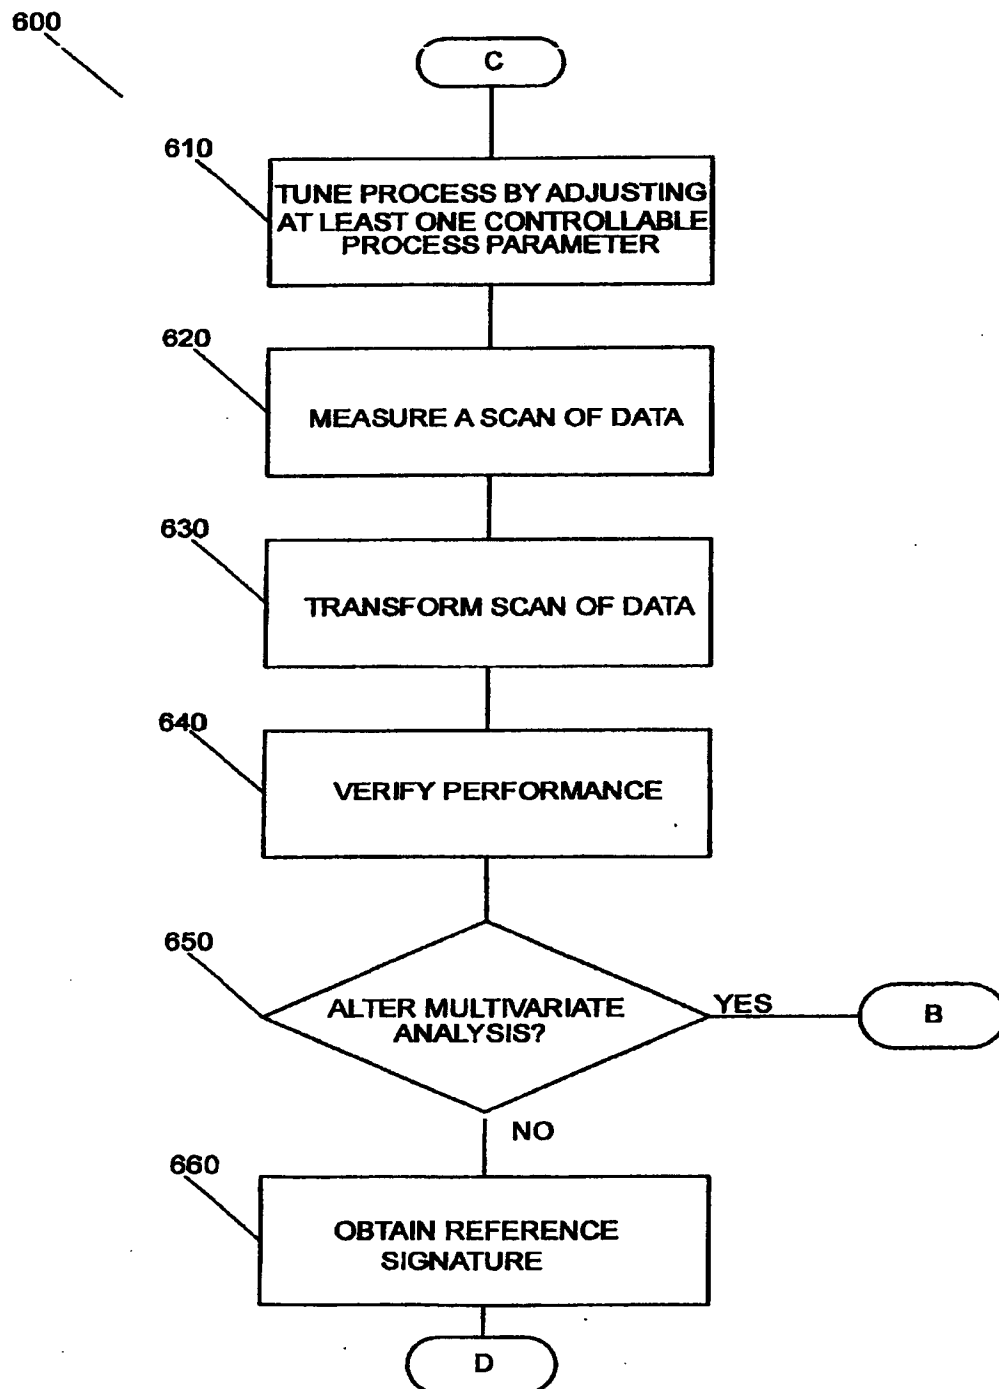 600
C
610
TUNE PROCESS BY ADJUSTING
AT LEAST ONE CONTROLLABLE
PROCESS PARAMETER
620
MEASURE A SCAN OF DATA
630
TRANSFORM SCAN OF DATA
640
VERIFY PERFORMANCE
650
ALTER MULTIVARIATE
ANALYSIS?
YES
B
NO
660
OBTAIN REFERENCE
SIGNATURE
D